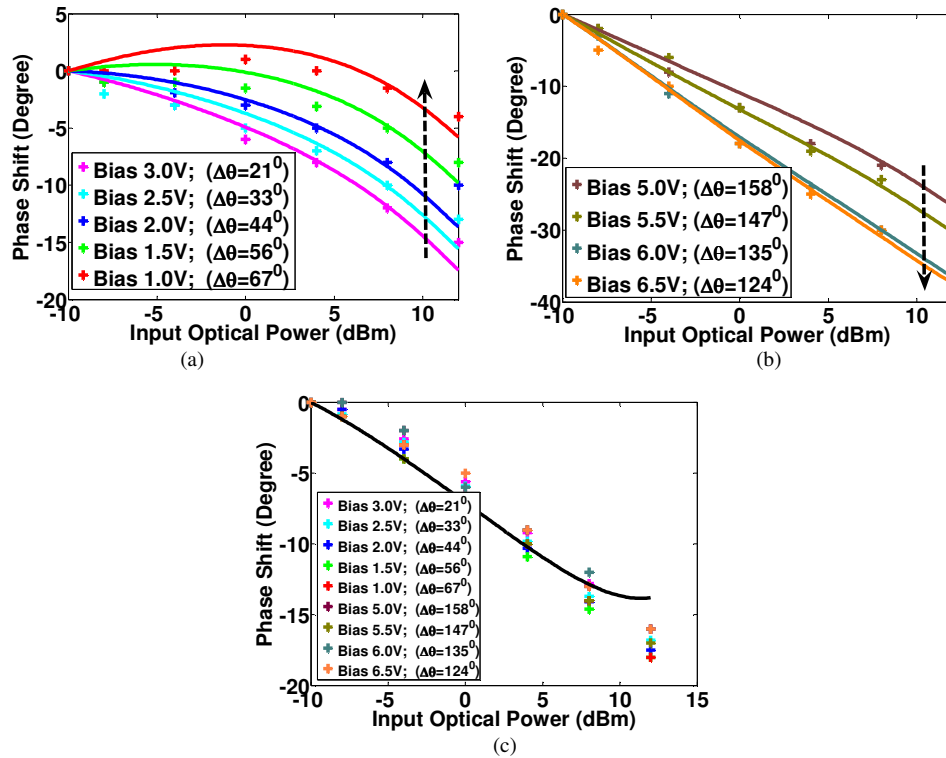 5
0
-5
-10
-15
-20
Phase Shift (Degree)
Bias 3.0V; (Δθ=21⁰)
Bias 2.5V; (Δθ=33⁰)
Bias 2.0V; (Δθ=44⁰)
Bias 1.5V; (Δθ=56⁰)
Bias 1.0V; (Δθ=67⁰)
-10 -5 0 5 10
Input Optical Power (dBm)
(a)
0
-10
-20
-30
-40
Phase Shift (Degree)
Bias 5.0V; (Δθ=158⁰)
Bias 5.5V; (Δθ=147⁰)
Bias 6.0V; (Δθ=135⁰)
Bias 6.5V; (Δθ=124⁰)
-10 -5 0 5 10
Input Optical Power (dBm)
(b)
0
-5
-10
-15
-20
Phase Shift (Degree)
Bias 3.0V; (Δθ=21⁰)
Bias 2.5V; (Δθ=33⁰)
Bias 2.0V; (Δθ=44⁰)
Bias 1.5V; (Δθ=56⁰)
Bias 1.0V; (Δθ=67⁰)
Bias 5.0V; (Δθ=158⁰)
Bias 5.5V; (Δθ=147⁰)
Bias 6.0V; (Δθ=135⁰)
Bias 6.5V; (Δθ=124⁰)
-10 -5 0 5 10 15
Input Optical Power (dBm)
(c)